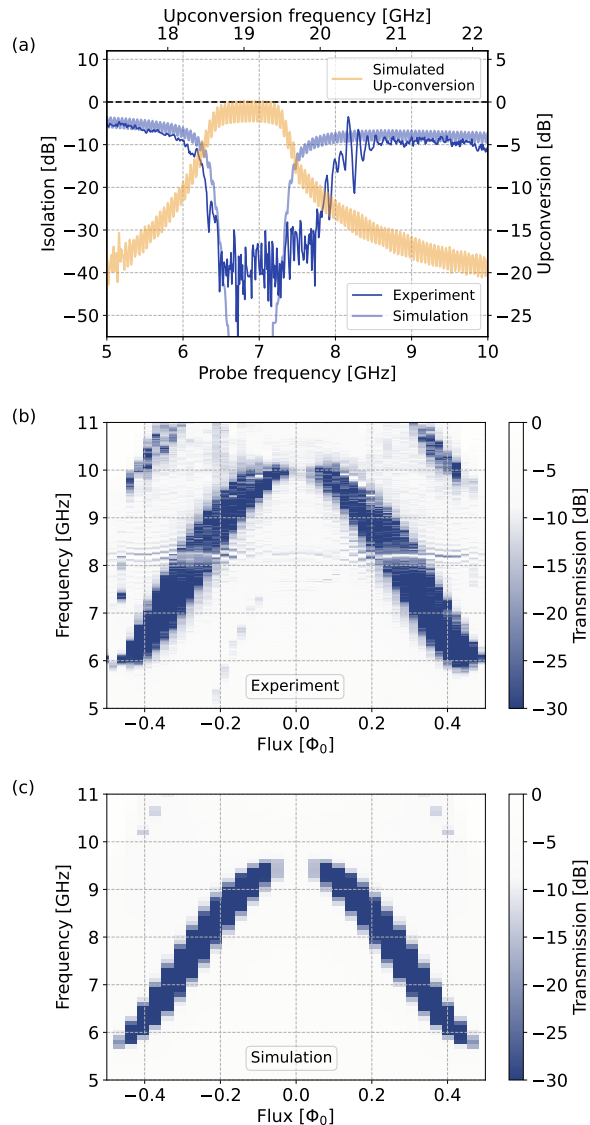 Upconversion frequency [GHz]
(a)
18 19 20 21 22
10 5
0 0
−10 −5
−20 −10
−30 −15
−40 −20
−50 −25
Isolation [dB]
Upconversion [dB]
Simulated
Up-conversion
Experiment
Simulation
5 6 7 8 9 10
Probe frequency [GHz]
(b)
11
10
9
8
7
6
5
Frequency [GHz]
Experiment
−0.4 −0.2 0.0 0.2 0.4
Flux [Φ0]
0
−5
−10
−15
−20
−25
−30
Transmission [dB]
(c)
11
10
9
8
7
6
5
Frequency [GHz]
Simulation
−0.4 −0.2 0.0 0.2 0.4
Flux [Φ0]
0
−5
−10
−15
−20
−25
−30
Transmission [dB]